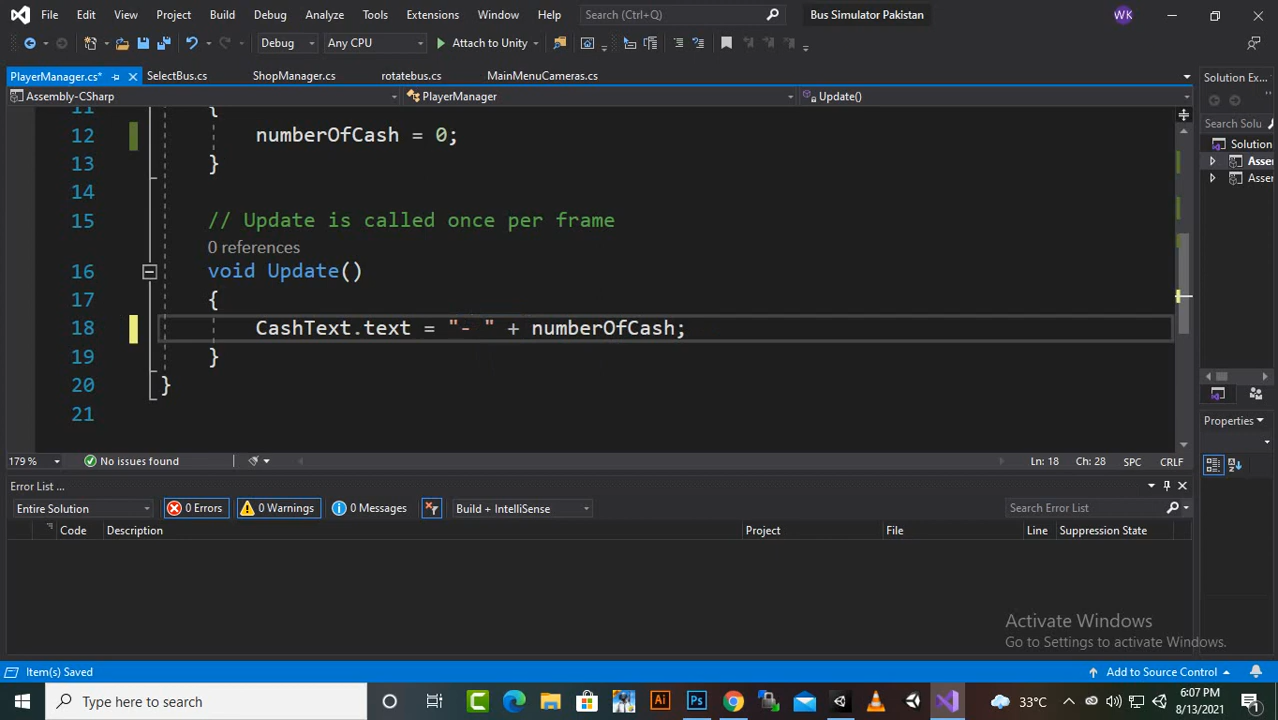 File Edit View Project Build Debug Analyze Tools Extensions Window Help Search (Ctrl+Q) Bus Simulator Pakistan WK
Debug Any CPU Attach to Unity
PlayerManager.cs* SelectBus.cs ShopManager.cs rotatebus.cs MainMenuCameras.cs Solution Ex...
Assembly-CSharp PlayerManager Update()
11 {
12 numberOfCash = 0;
Search Solu
13 }
Solution
14
Asse
15 // Update is called once per frame
Asser
0 references
16 void Update()
17 {
18 CashText.text = "- " + numberOfCash;
19 }
20 }
21
Properties
179 % No issues found Ln: 18 Ch: 28 SPC CRLF
Error List ...
Entire Solution 0 Errors 0 Warnings 0 Messages Build + IntelliSense Search Error List
Code Description Project File Line Suppression State
Activate Windows
Go to Settings to activate Windows.
Item(s) Saved Add to Source Control 1
Type here to search Ai Ps 33°C 6:07 PM
8/13/2021